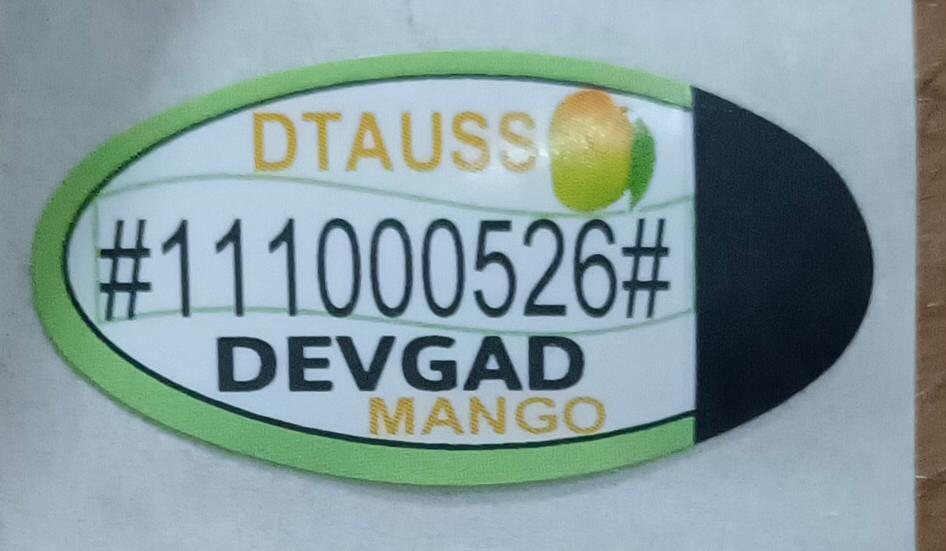 DTAUSS
#111000526#
DEVGAD
MANGO